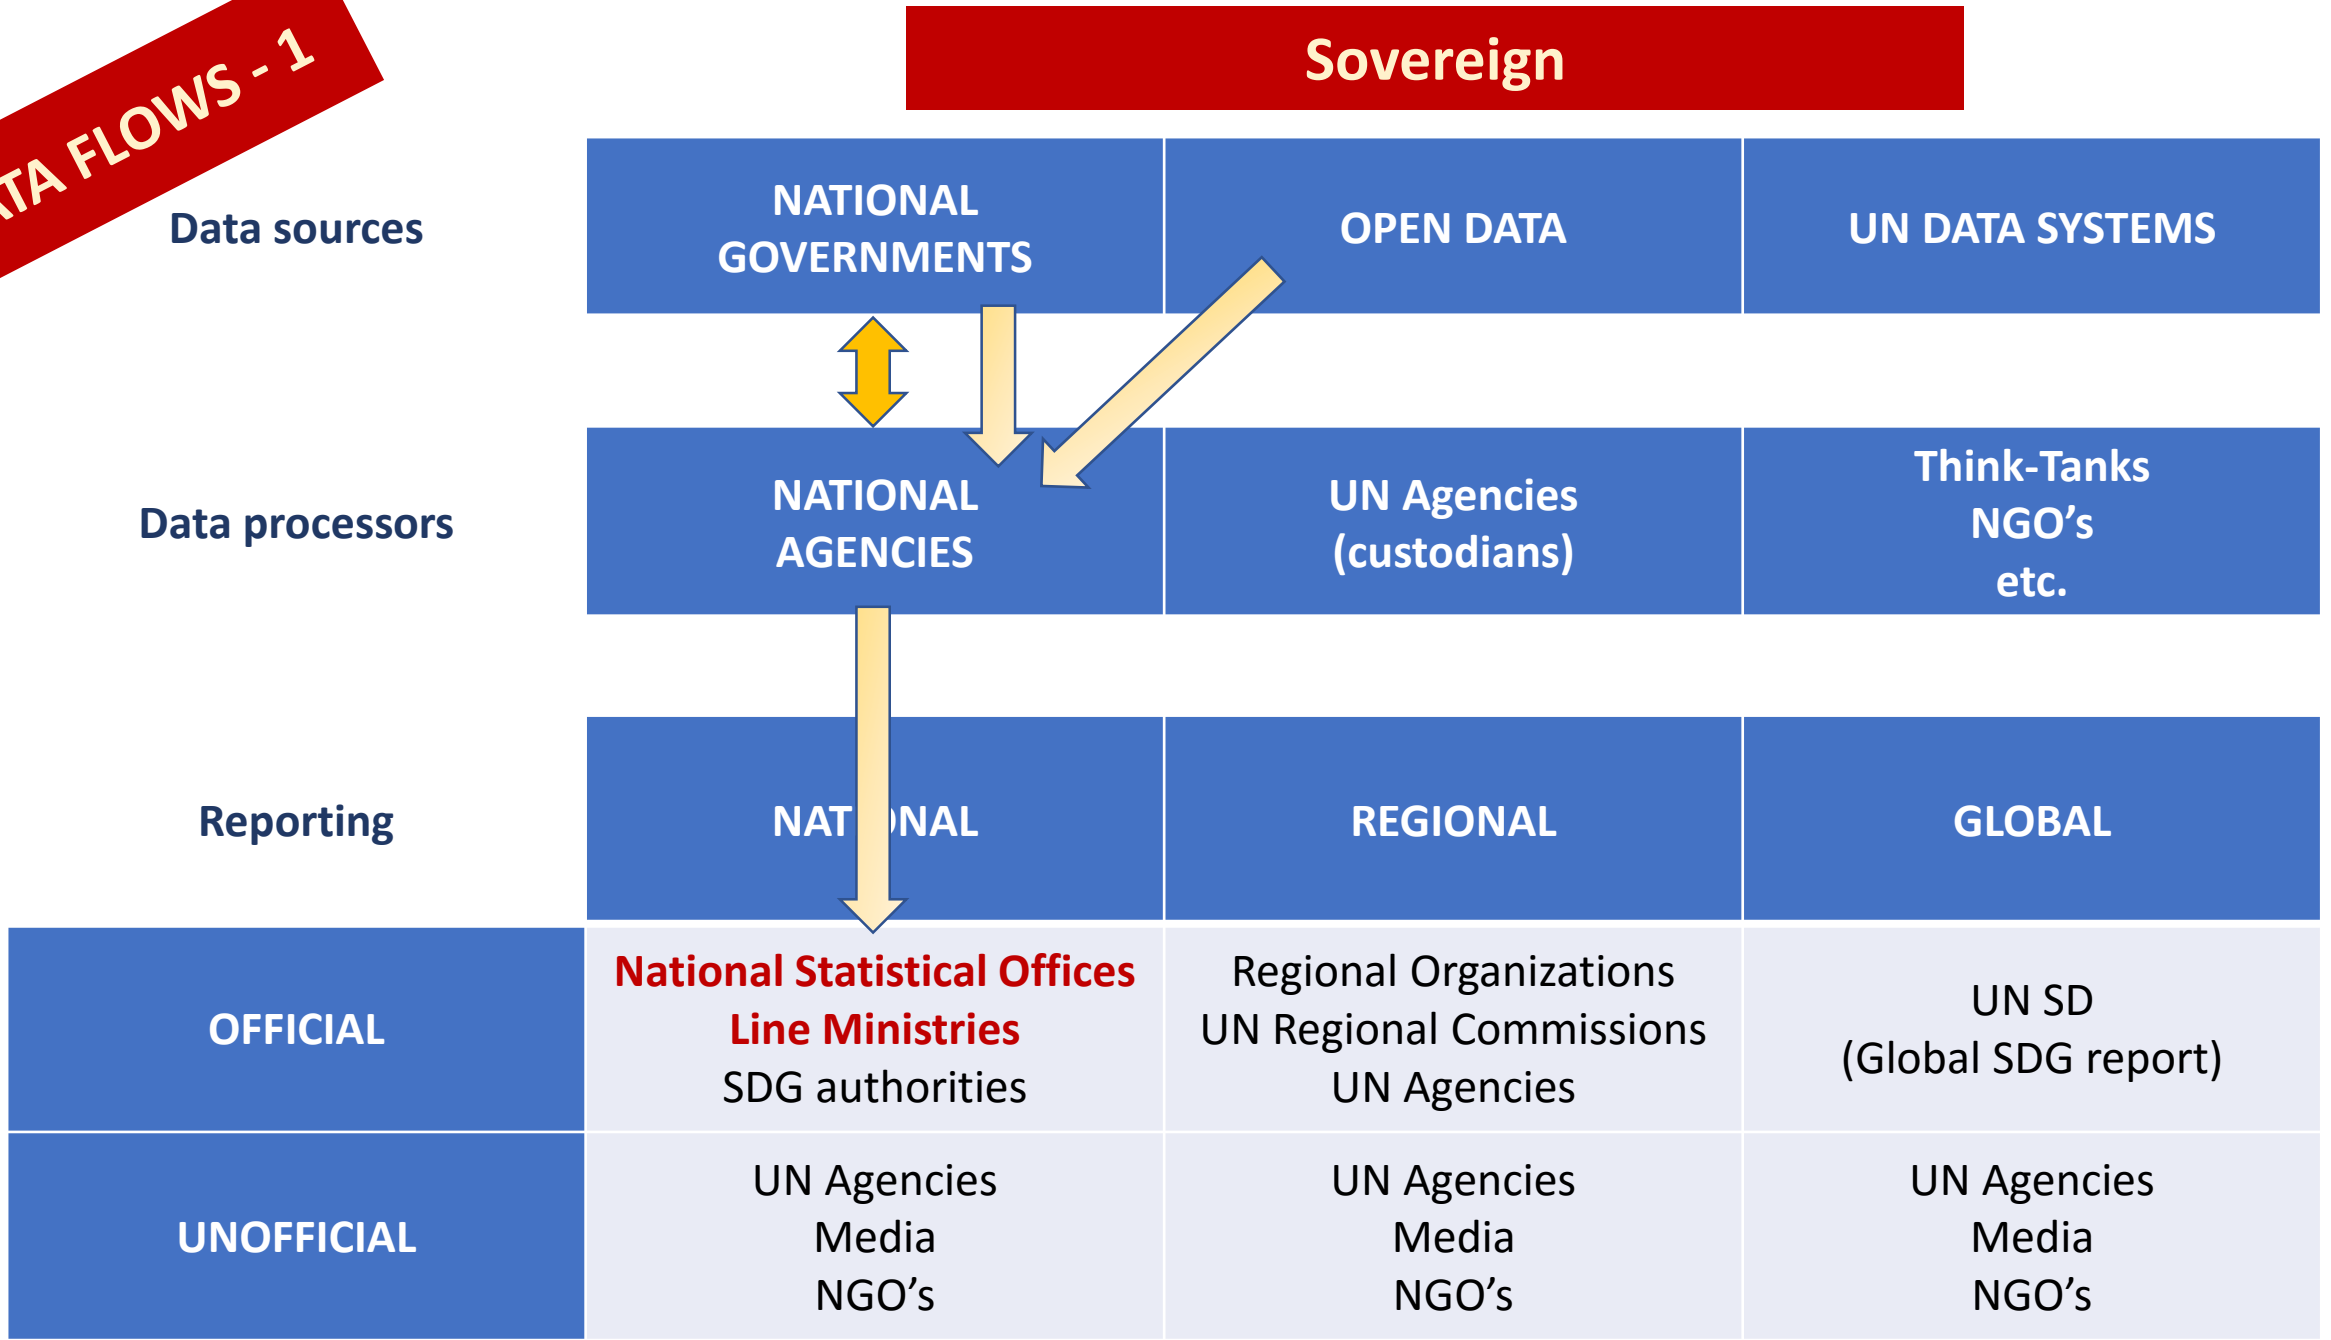 TA FLOWS - 1
Sovereign
Data sources
NATIONAL
GOVERNMENTS
OPEN DATA
UN DATA SYSTEMS
Data processors
NATIONAL
AGENCIES
UN Agencies
(custodians)
Think-Tanks
NGO’s
etc.
Reporting
NAT ONAL
REGIONAL
GLOBAL
OFFICIAL
National Statistical Offices
Line Ministries
SDG authorities
Regional Organizations
UN Regional Commissions
UN Agencies
UN SD
(Global SDG report)
UNOFFICIAL
UN Agencies
Media
NGO’s
UN Agencies
Media
NGO’s
UN Agencies
Media
NGO’s